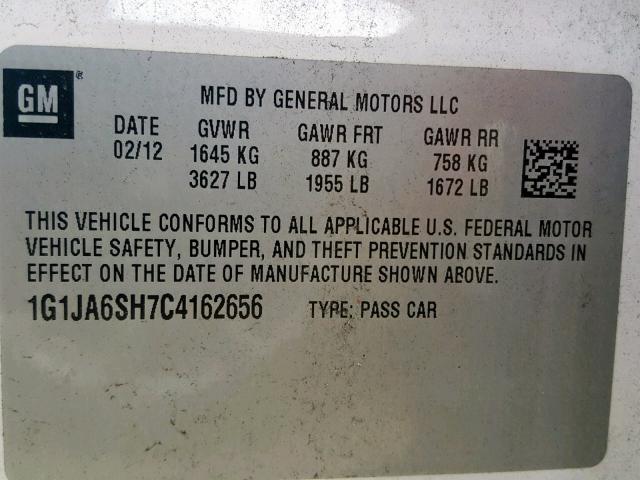 GM ®
MFD BY GENERAL MOTORS LLC
DATE GVWR GAWR FRT GAWR RR
02/12 1645 KG 887 KG 758 KG
3627 LB 1955 LB 1672 LB
THIS VEHICLE CONFORMS TO ALL APPLICABLE U.S. FEDERAL MOTOR
VEHICLE SAFETY, BUMPER, AND THEFT PREVENTION STANDARDS IN
EFFECT ON THE DATE OF MANUFACTURE SHOWN ABOVE.
1G1JA6SH7C4162656 TYPE: PASS CAR